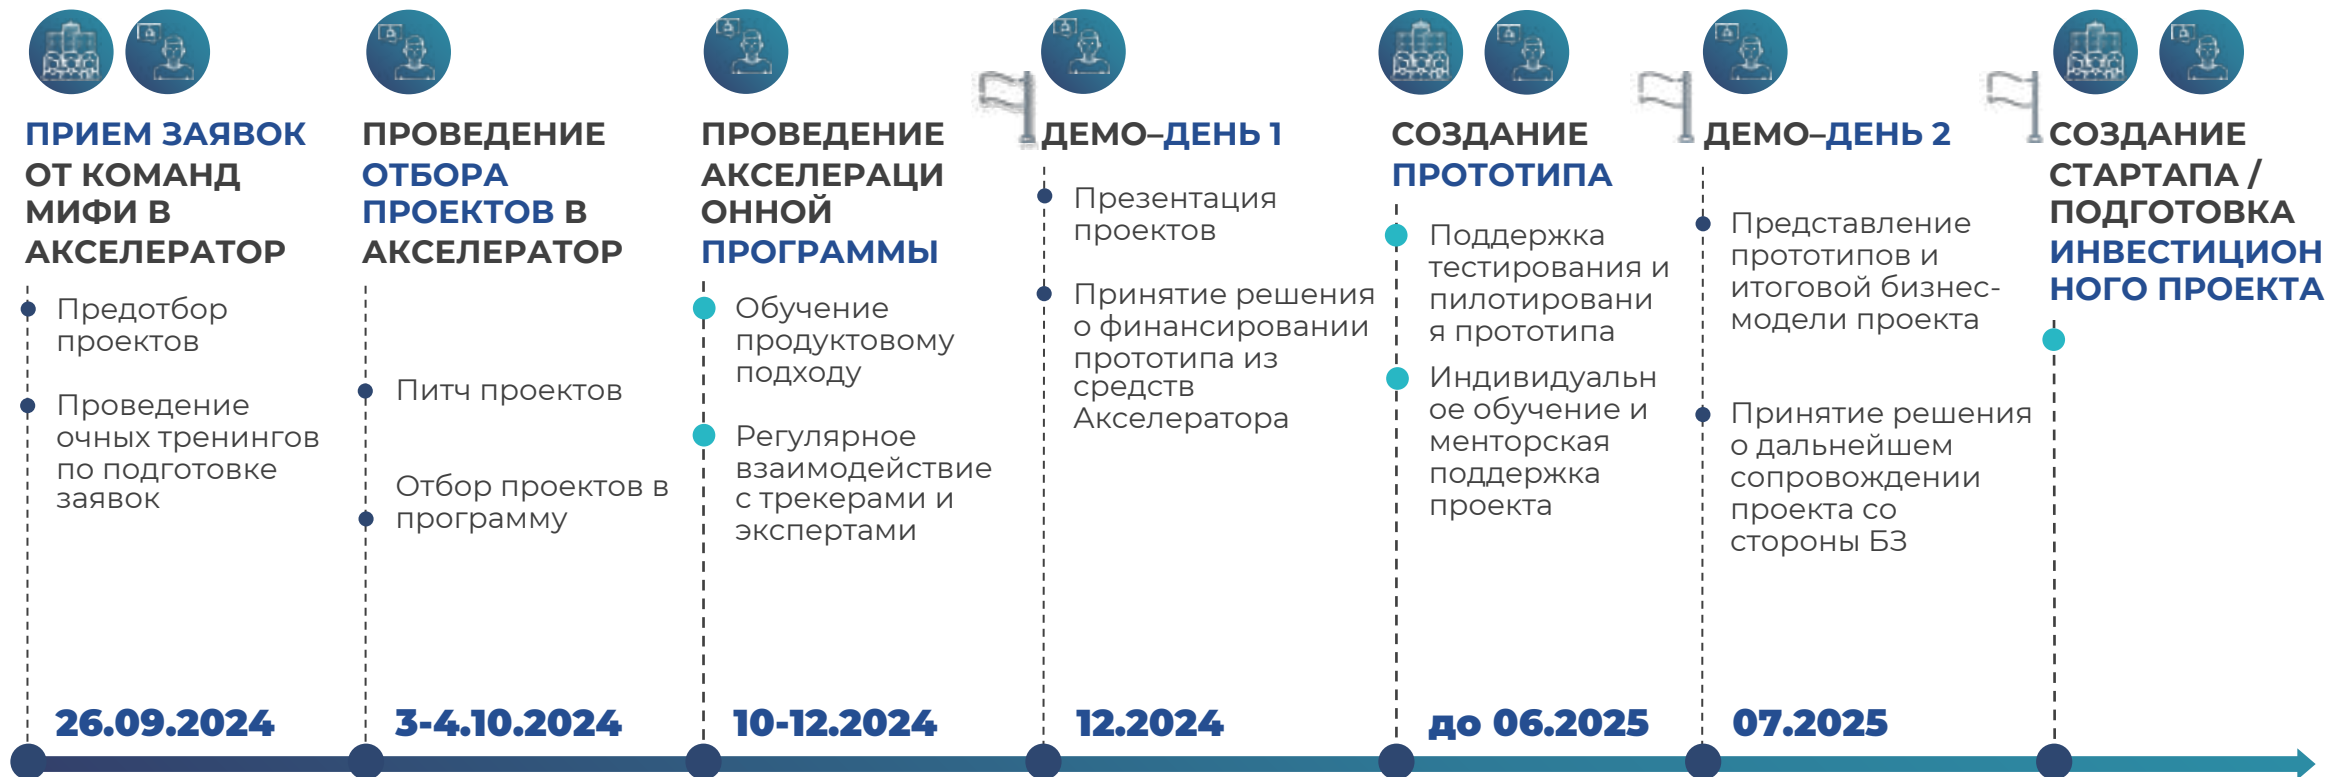 ПРИЕМ ЗАЯВОК
ОТ КОМАНД
МИФИ В
АКСЕЛЕРАТОР
Предотбор
проектов
Проведение
очных тренингов
по подготовке
заявок
26.09.2024
ПРОВЕДЕНИЕ
ОТБОРА
ПРОЕКТОВ В
АКСЕЛЕРАТОР
Питч проектов
Отбор проектов в
программу
3-4.10.2024
ПРОВЕДЕНИЕ
АКСЕЛЕРАЦИ
ОННОЙ
ПРОГРАММЫ
Обучение
продуктовому
подходу
Регулярное
взаимодействие
с трекерами и
экспертами
10-12.2024
ДЕМО–ДЕНЬ 1
Презентация
проектов
Принятие решения
о финансировании
прототипа из
средств
Акселератора
12.2024
СОЗДАНИЕ
ПРОТОТИПА
Поддержка
тестирования и
пилотировани
я прототипа
Индивидуальн
ое обучение и
менторская
поддержка
проекта
до 06.2025
ДЕМО–ДЕНЬ 2
Представление
прототипов и
итоговой бизнес-
модели проекта
Принятие решения
о дальнейшем
сопровождении
проекта со
стороны БЗ
07.2025
СОЗДАНИЕ
СТАРТАПА /
ПОДГОТОВКА
ИНВЕСТИЦИОН
НОГО ПРОЕКТА